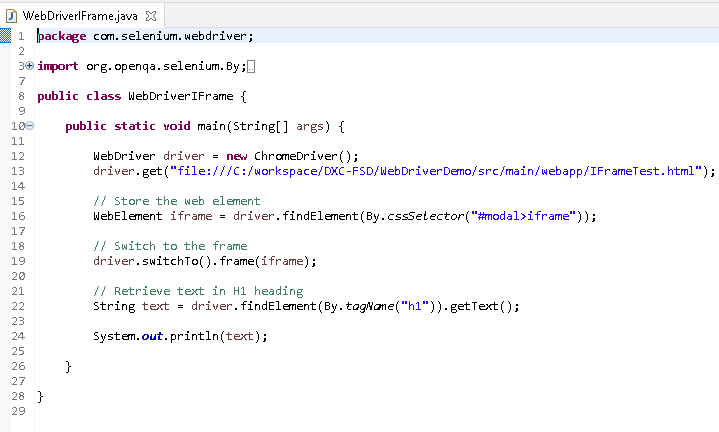 WebDriverIFrame.java
1 package com.selenium.webdriver;
2
3 import org.openqa.selenium.By;
7
8 public class WebDriverIFrame {
9
10 public static void main(String[] args) {
11
12 WebDriver driver = new ChromeDriver();
13 driver.get("file:///C:/workspace/DXC-FSD/WebDriverDemo/src/main/webapp/IFrameTest.html");
14
15 // Store the web element
16 WebElement iframe = driver.findElement(By.cssSelector("#modal>iframe"));
17
18 // Switch to the frame
19 driver.switchTo().frame(iframe);
20
21 // Retrieve text in H1 heading
22 String text = driver.findElement(By.tagName("h1")).getText();
23
24 System.out.println(text);
25
26 }
27
28 }
29